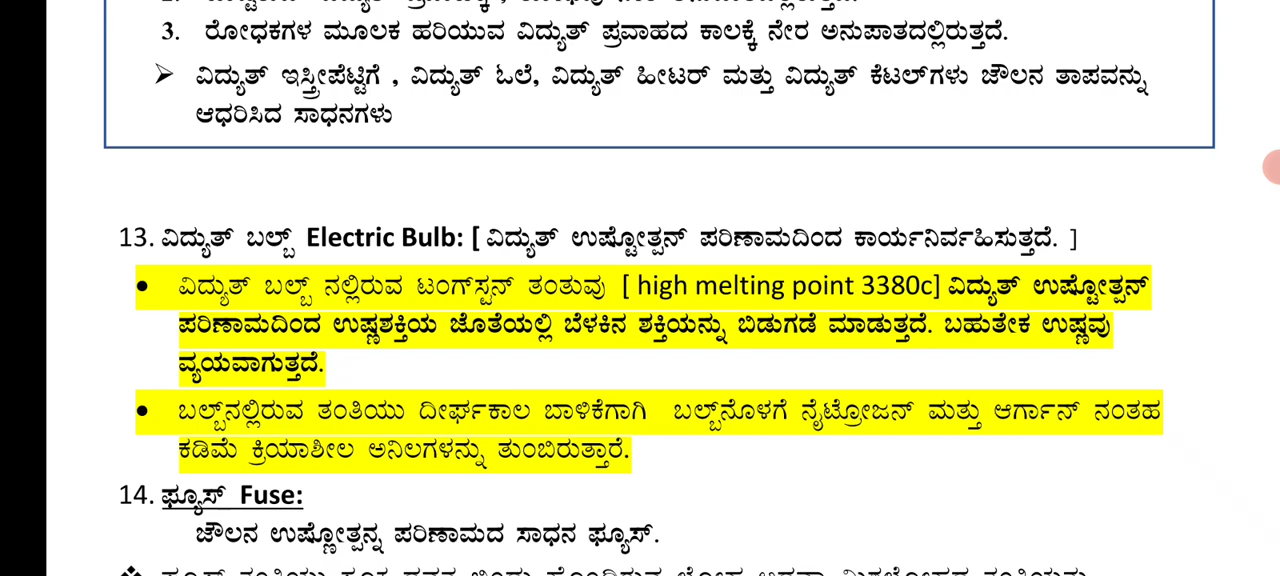 3. ರೋಧಕಗಳ ಮೂಲಕ ಹರಿಯುವ ವಿದ್ಯುತ್ ಪ್ರವಾಹದ ಕಾಲಕ್ಕೆ ನೇರ ಅನುಪಾತದಲ್ಲಿರುತ್ತದೆ.
➢ ವಿದ್ಯುತ್ ಇಸ್ತ್ರೀಪೆಟ್ಟಿಗೆ , ವಿದ್ಯುತ್ ಓಲೆ, ವಿದ್ಯುತ್ ಹೀಟರ್ ಮತ್ತು ವಿದ್ಯುತ್ ಕೆಟಲ್‌ಗಳು ಜೌಲನ ತಾಪವನ್ನು
ಆಧರಿಸಿದ ಸಾಧನಗಳು
13. ವಿದ್ಯುತ್ ಬಲ್ಬ್ Electric Bulb: [ ವಿದ್ಯುತ್ ಉಷ್ಟೋತ್ಪನ್ ಪರಿಣಾಮದಿಂದ ಕಾರ್ಯನಿರ್ವಹಿಸುತ್ತದೆ. ]
• ವಿದ್ಯುತ್ ಬಲ್ಬ್ ನಲ್ಲಿರುವ ಟಂಗ್‌ಸ್ಟನ್ ತಂತುವು [ high melting point 3380c] ವಿದ್ಯುತ್ ಉಷ್ಟೋತ್ಪನ್
ಪರಿಣಾಮದಿಂದ ಉಷ್ಣಶಕ್ತಿಯ ಜೊತೆಯಲ್ಲಿ ಬೆಳಕಿನ ಶಕ್ತಿಯನ್ನು ಬಿಡುಗಡೆ ಮಾಡುತ್ತದೆ. ಬಹುತೇಕ ಉಷ್ಣವು
ವ್ಯಯವಾಗುತ್ತದೆ.
• ಬಲ್ಬ್‌ನಲ್ಲಿರುವ ತಂತಿಯು ದೀರ್ಘಕಾಲ ಬಾಳಿಕೆಗಾಗಿ ಬಲ್ಬ್‌ನೊಳಗೆ ನೈಟ್ರೋಜನ್ ಮತ್ತು ಆರ್ಗಾನ್ ನಂತಹ
ಕಡಿಮೆ ಕ್ರಿಯಾಶೀಲ ಅನಿಲಗಳನ್ನು ತುಂಬಿರುತ್ತಾರೆ.
14. ಫ್ಯೂಸ್ Fuse:
ಜೌಲನ ಉಷ್ಣೋತ್ಪನ್ನ ಪರಿಣಾಮದ ಸಾಧನ ಫ್ಯೂಸ್.